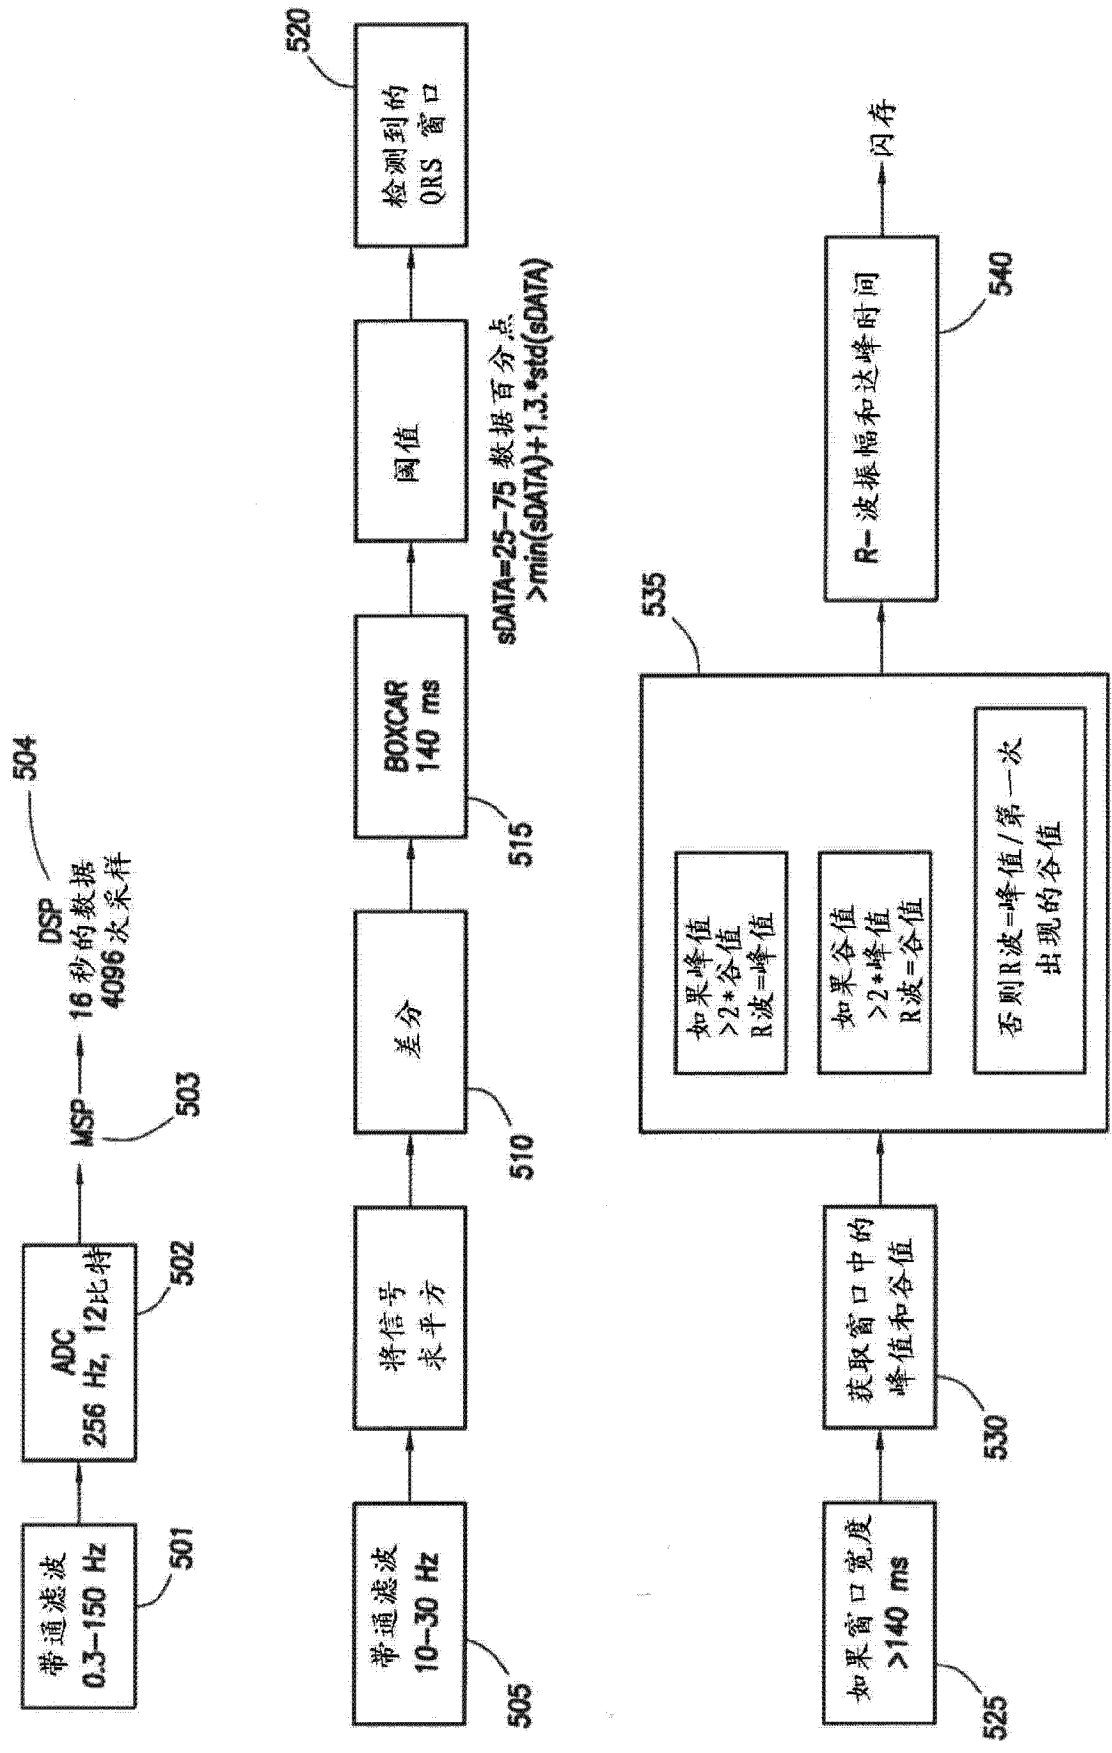 带通滤波
0.3-150 Hz
501
ADC
256 Hz, 12比特
502
MSP
503
DSP
16秒的数据
4096次采样
504
带通滤波
10-30 Hz
505
将信号
求平方
差分
510
BOXCAR
140 ms
515
阈值
sDATA=25-75 数据百分点
>min(sDATA)+1.3.*std(sDATA)
检测到的
QRS 窗口
520
如果窗口宽度
>140 ms
525
获取窗口中的
峰值和谷值
530
如果峰值
>2*谷值
R波=峰值
如果谷值
>2*峰值
R波=谷值
否则R波=峰值/第一次
出现的谷值
535
R-波振幅和达峰时间
540
闪存